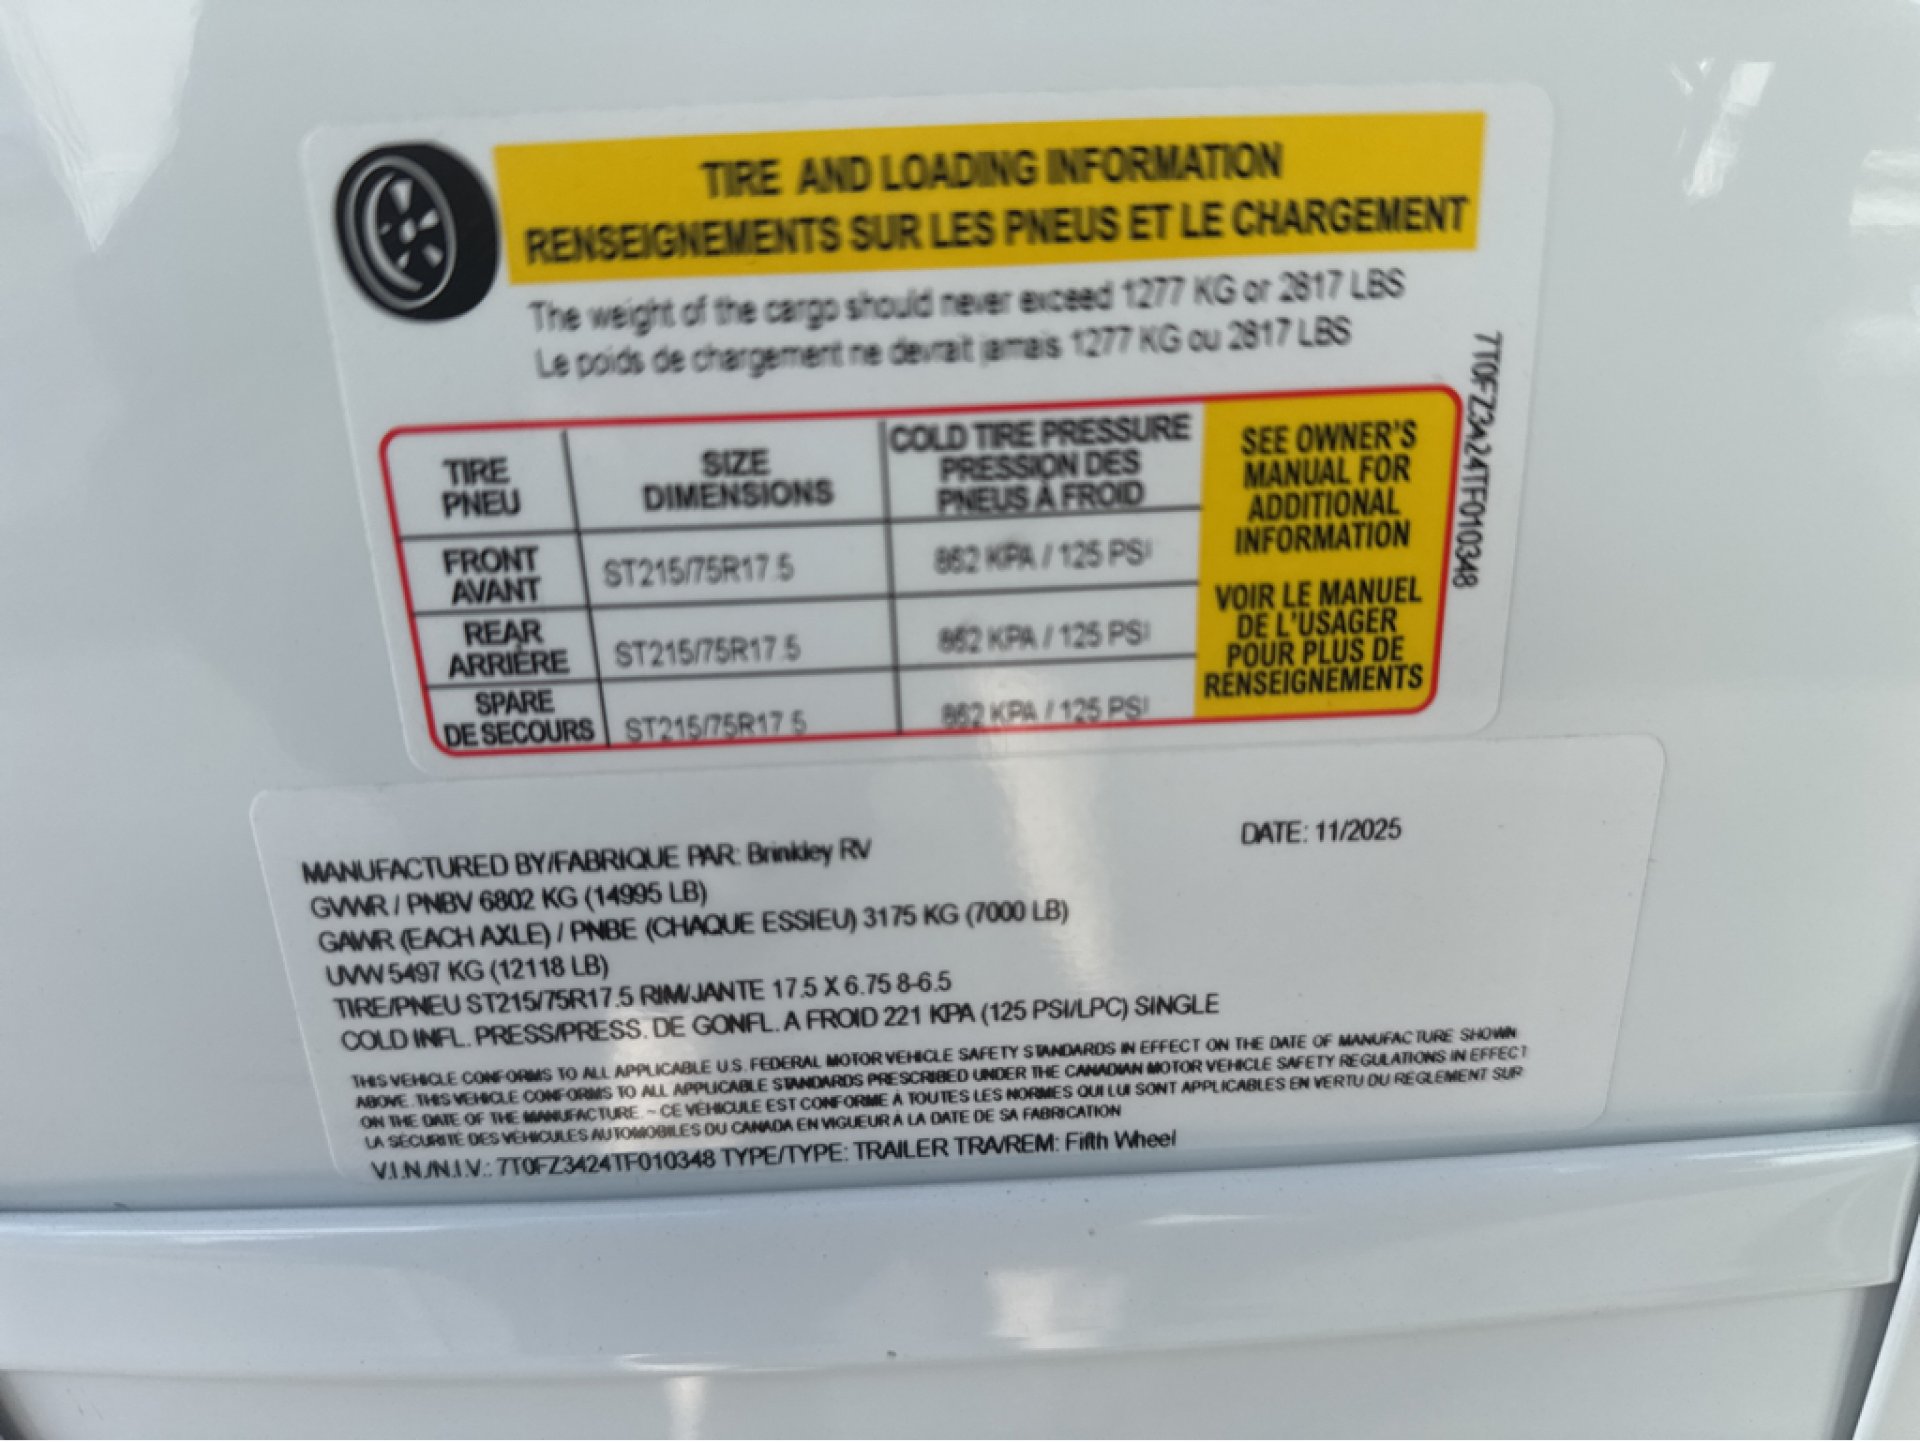 TIRE AND LOADING INFORMATION
RENSEIGNEMENTS SUR LES PNEUS ET LE CHARGEMENT
The weight of the cargo should never exceed 1277 KG or 2817 LBS
Le poids de chargement ne devrait jamais 1277 KG ou 2817 LBS
TIRE
PNEU
SIZE
DIMENSIONS
COLD TIRE PRESSURE
PRESSION DES
PNEUS À FROID
FRONT
AVANT
ST215/75R17.5
862 KPA / 125 PSI
REAR
ARRIÈRE
ST215/75R17.5
862 KPA / 125 PSI
SPARE
DE SECOURS
ST215/75R17.5
862 KPA / 125 PSI
SEE OWNER'S
MANUAL FOR
ADDITIONAL
INFORMATION
VOIR LE MANUEL
DE L'USAGER
POUR PLUS DE
RENSEIGNEMENTS
7T0FZ3424TF010348
MANUFACTURED BY/FABRIQUE PAR: Brinkley RV
DATE: 11/2025
GVWR / PNBV 6802 KG (14995 LB)
GAWR (EACH AXLE) / PNBE (CHAQUE ESSIEU) 3175 KG (7000 LB)
UVW 5497 KG (12118 LB)
TIRE/PNEU ST215/75R17.5 RIM/JANTE 17.5 X 6.75 8-6.5
COLD INFL. PRESS/PRESS. DE GONFL. A FROID 221 KPA (125 PSI/LPC) SINGLE
THIS VEHICLE CONFORMS TO ALL APPLICABLE U.S. FEDERAL MOTOR VEHICLE SAFETY STANDARDS IN EFFECT ON THE DATE OF MANUFACTURE SHOWN
ABOVE. THIS VEHICLE CONFORMS TO ALL APPLICABLE STANDARDS PRESCRIBED UNDER THE CANADIAN MOTOR VEHICLE SAFETY REGULATIONS IN EFFECT
ON THE DATE OF THE MANUFACTURE. ~ CE VÉHICULE EST CONFORME À TOUTES LES NORMES QUI LUI SONT APPLICABLES EN VERTU DU RÈGLEMENT SUR
LA SÉCURITÉ DES VÉHICULES AUTOMOBILES DU CANADA EN VIGUEUR À LA DATE DE SA FABRICATION
V.I.N./N.I.V.: 7T0FZ3424TF010348 TYPE/TYPE: TRAILER TRA/REM: Fifth Wheel